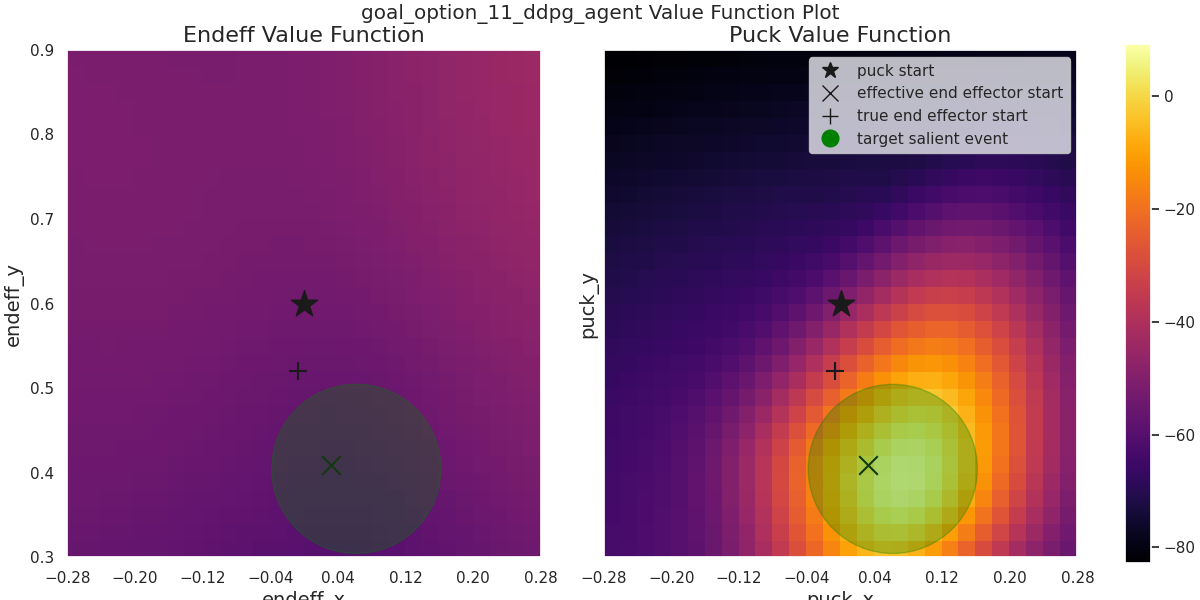 goal_option_11_ddpg_agent Value Function Plot
Endeff Value Function
0.9
0.8
0.7
0.6
0.5
0.4
0.3
endeff_y
−0.28 −0.20 −0.12 −0.04 0.04 0.12 0.20 0.28
endeff_x
Puck Value Function
puck start
effective end effector start
true end effector start
target salient event
puck_y
−0.28 −0.20 −0.12 −0.04 0.04 0.12 0.20 0.28
puck_x
0
−20
−40
−60
−80